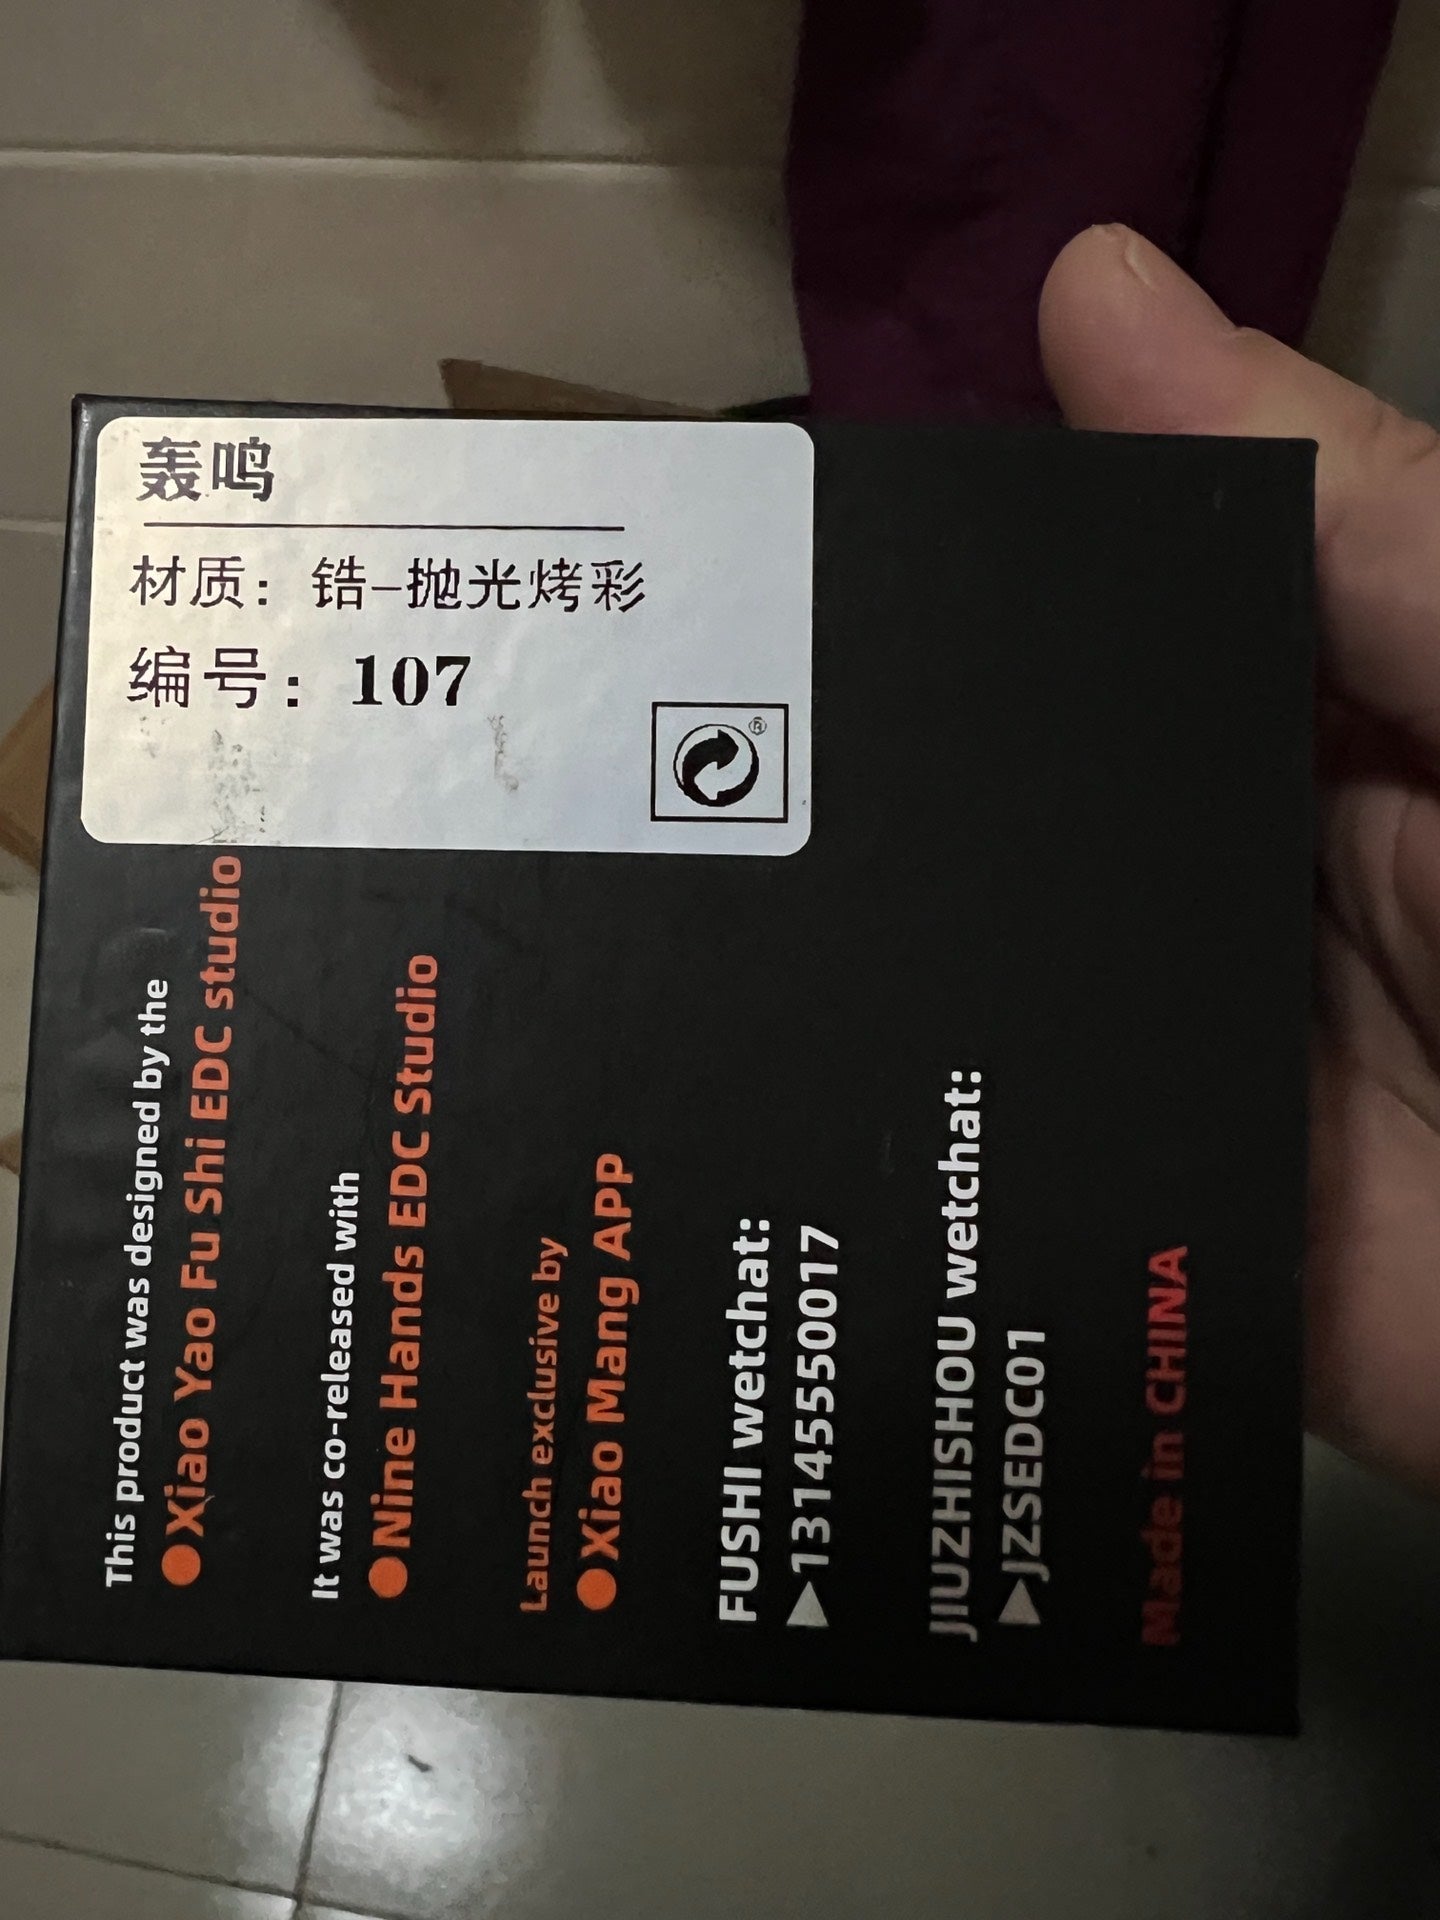 轰鸣
材质：锆-抛光烤彩
编号：107
®
This product was designed by the
●Xiao Yao Fu Shi EDC studio
It was co-released with
●Nine Hands EDC Studio
Launch exclusive by
●Xiao Mang APP
FUSHI wetchat:
▶13145550017
JIUZHISHOU wetchat:
▶JZSEDC01
Made in CHINA